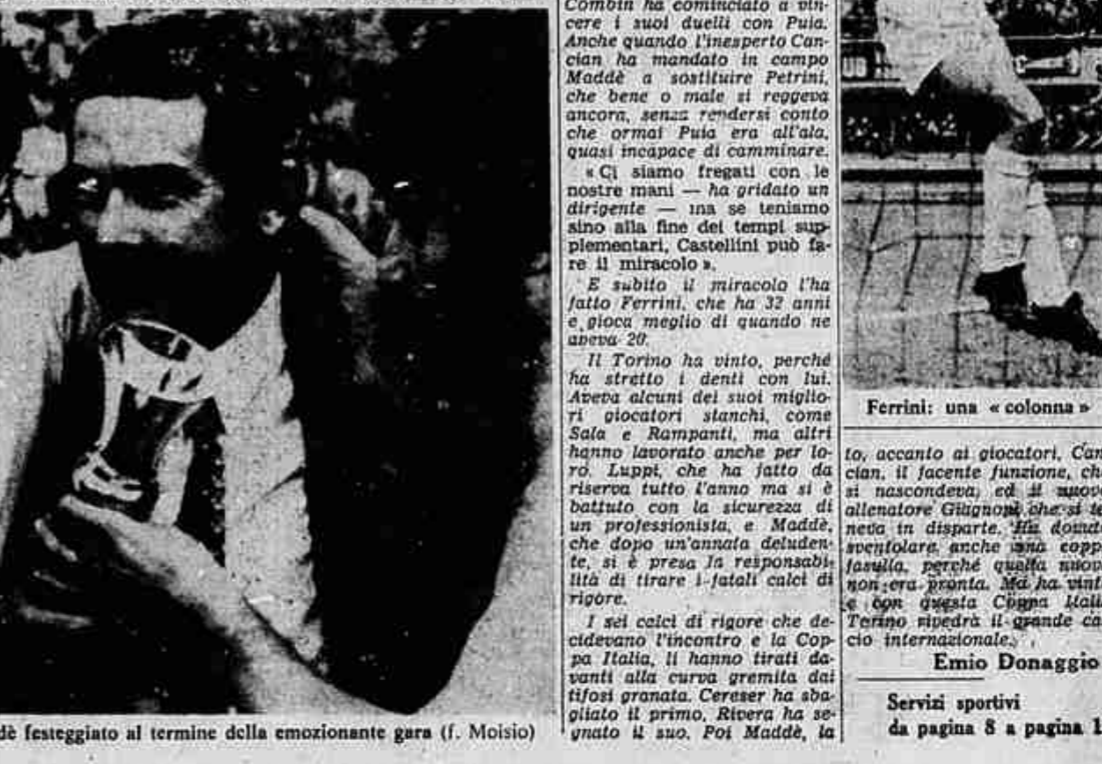 Combin ha cominciato a vin-
cere i suoi duelli con Puia.
Anche quando l'inesperto Can-
cian ha mandato in campo
Maddè a sostituire Petrini,
che bene o male si reggeva
ancora, senza rendersi conto
che ormai Puia era all'ala,
quasi incapace di camminare.
« Ci siamo fregati con le
nostre mani — ha gridato un
dirigente — ma se teniamo
sino alla fine dei tempi sup-
plementari, Castellini può fa-
re il miracolo ».
E subito il miracolo l'ha
fatto Ferrini, che ha 32 anni
e gioca meglio di quando ne
aveva 20.
Il Torino ha vinto, perché
ha stretto i denti con lui.
Aveva alcuni dei suoi miglio-
ri giocatori stanchi, come
Sala e Rampanti, ma altri
hanno lavorato anche per lo-
ro. Luppi, che ha fatto da
riserva tutto l'anno ma si è
battuto con la sicurezza di
un professionista, e Maddè,
che dopo un'annata deluden-
te, si è presa la responsabi-
lità di tirare i fatali calci di
rigore.
I sei calci di rigore che de-
cidevano l'incontro e la Cop-
pa Italia, li hanno tirati da-
vanti alla curva gremita dai
tifosi granata. Cereser ha sba-
gliato il primo, Rivera ha se-
gnato il suo. Poi Maddè, la
dè festeggiato al termine della emozionante gara (f. Moisio)
Ferrini: una « colonna »
to, accanto ai giocatori, Can
cian, il facente funzione, ch
si nascondeva, ed il nuovo
allenatore Giagnoni che si te
neva in disparte. Ha dovut
sventolare anche una copp
fasulla, perché quella nuov
non era pronta. Ma ha vint
e con questa Coppa Itali
Torino rivedrà il grande ca
cio internazionale.
Emio Donaggio
Servizi sportivi
da pagina 8 a pagina 1